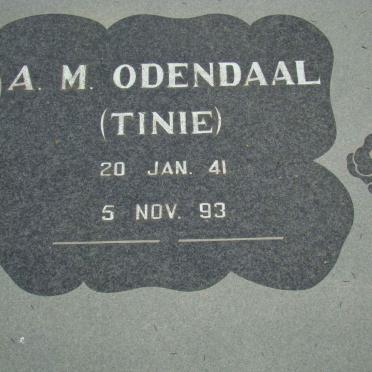 A. M. ODENDAAL
(TINIE)
20 JAN. 41
5 NOV. 93